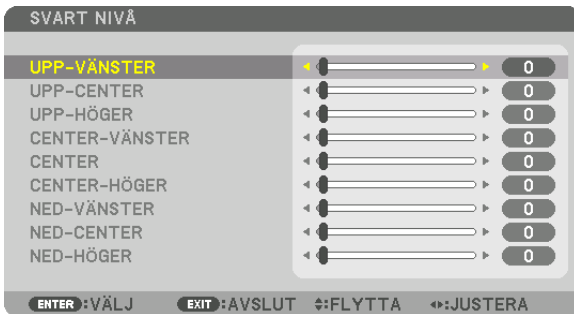 SVART NIVÅ
UPP-VÄNSTER 0
UPP-CENTER 0
UPP-HÖGER 0
CENTER-VÄNSTER 0
CENTER 0
CENTER-HÖGER 0
NED-VÄNSTER 0
NED-CENTER 0
NED-HÖGER 0
ENTER:VÄLJ EXIT:AVSLUT :FLYTTA :JUSTERA